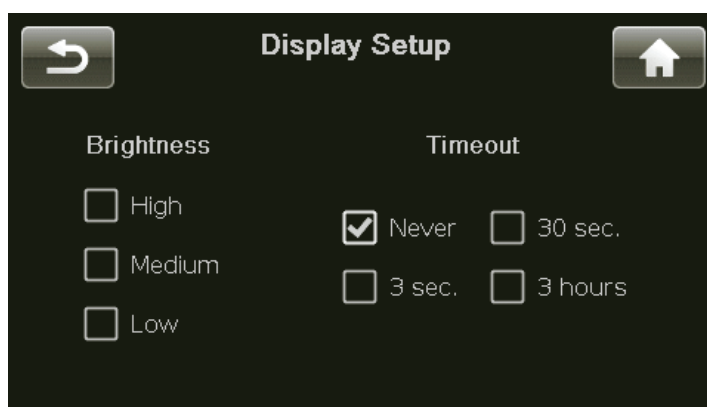 Display Setup
Brightness
High
Medium
Low
Timeout
Never
30 sec.
3 sec.
3 hours